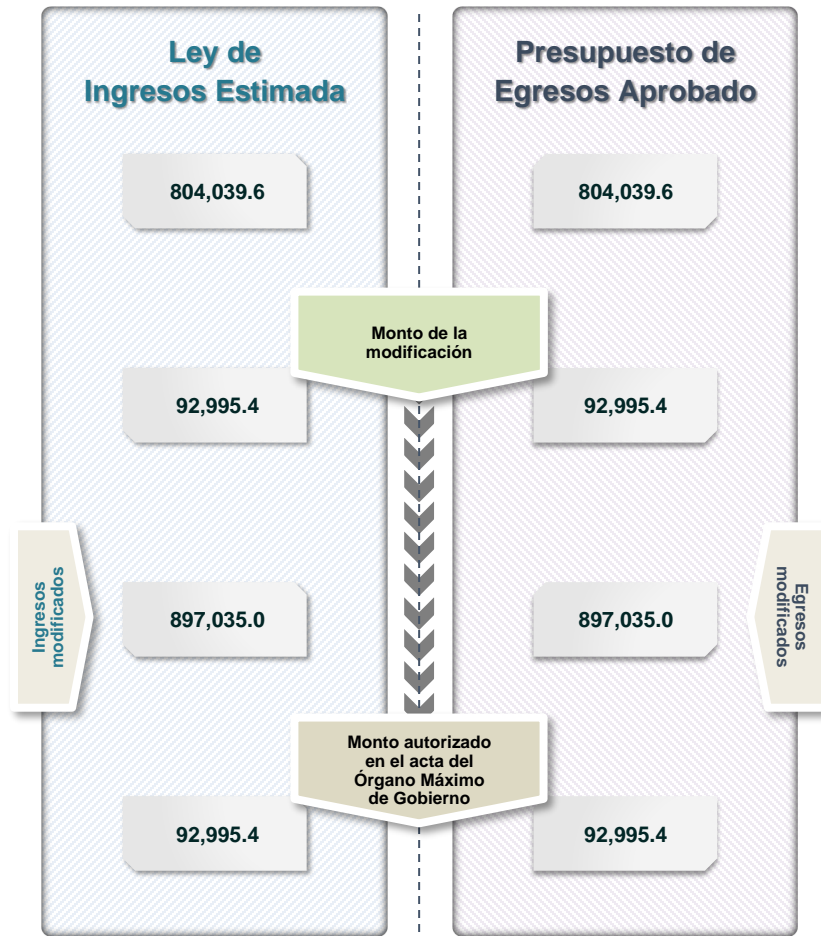 Ley de
Ingresos Estimada
Presupuesto de
Egresos Aprobado
804,039.6
804,039.6
Monto de la
modificación
92,995.4
92,995.4
Ingresos
modificados
897,035.0
897,035.0
Egresos
modificados
Monto autorizado
en el acta del
Órgano Máximo
de Gobierno
92,995.4
92,995.4